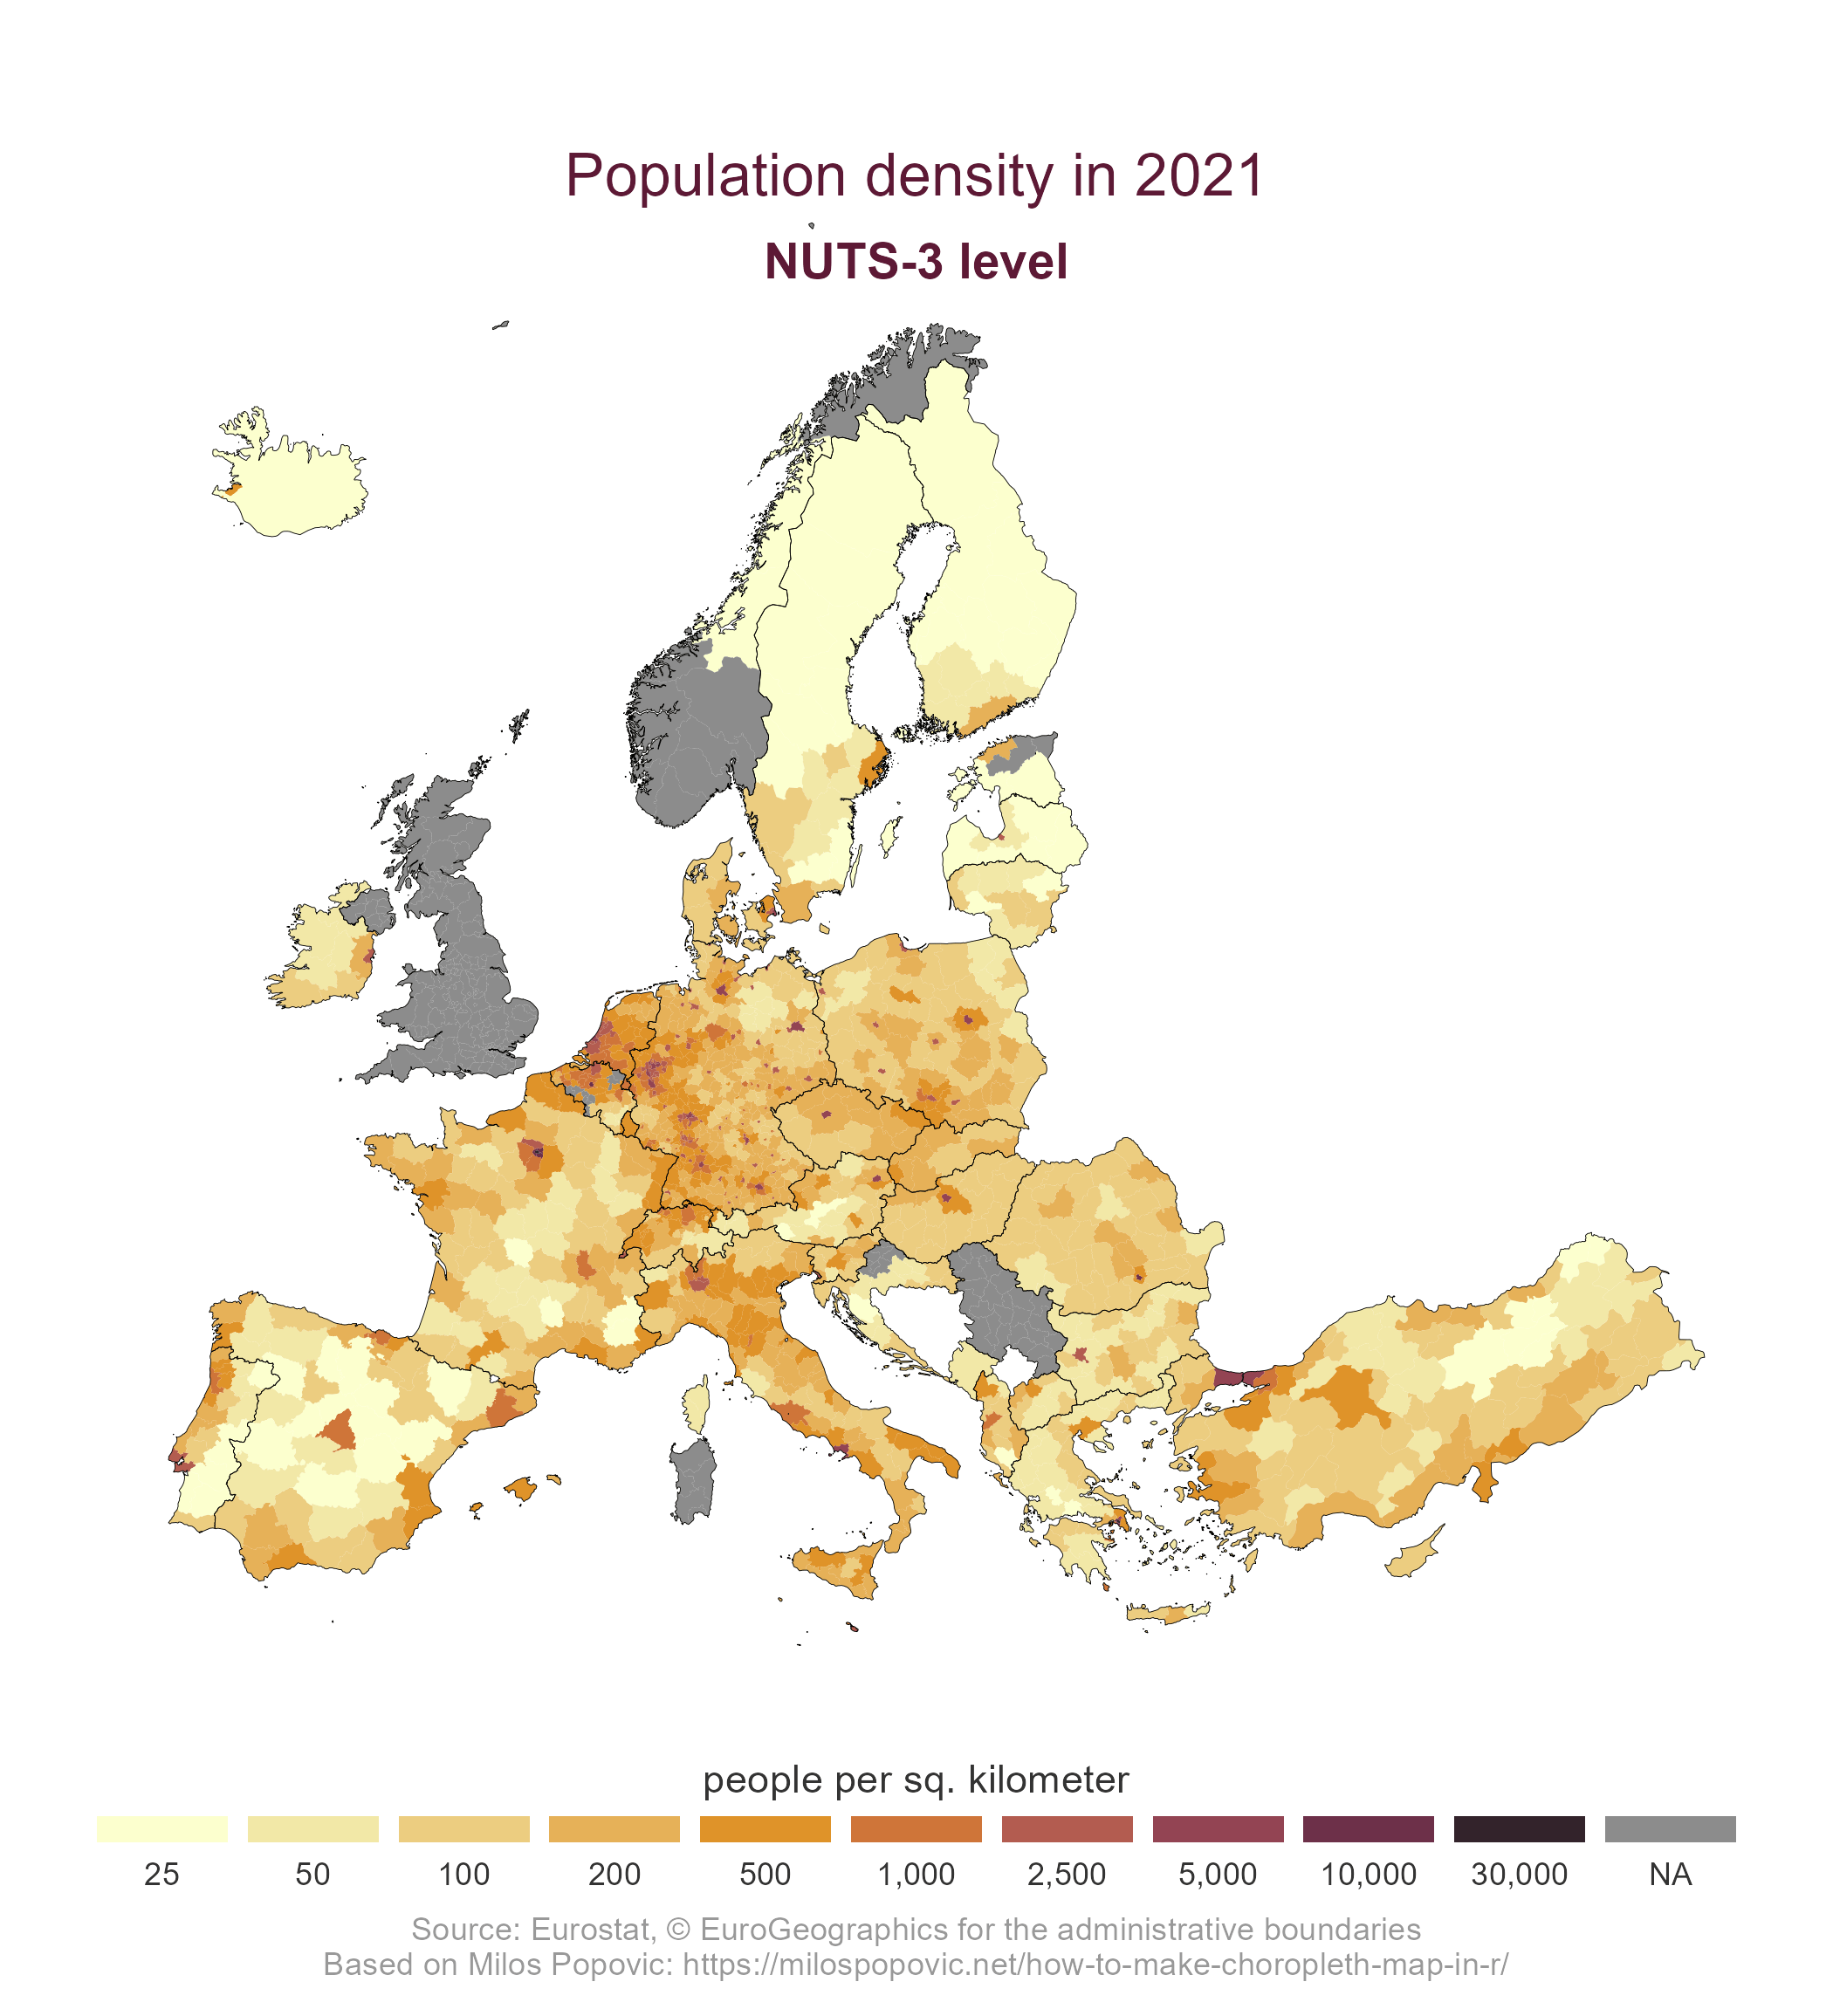 Population density in 2021
NUTS-3 level
people per sq. kilometer
25 50 100 200 500 1,000 2,500 5,000 10,000 30,000 NA
Source: Eurostat, © EuroGeographics for the administrative boundaries
Based on Milos Popovic: https://milospopovic.net/how-to-make-choropleth-map-in-r/